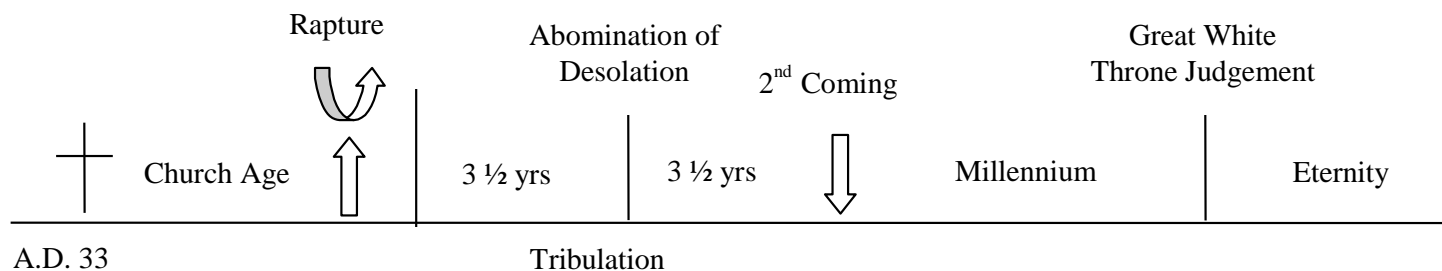 Rapture
Abomination of
Desolation
2nd Coming
Great White
Throne Judgement
Church Age
3 ½ yrs
3 ½ yrs
Millennium
Eternity
A.D. 33
Tribulation